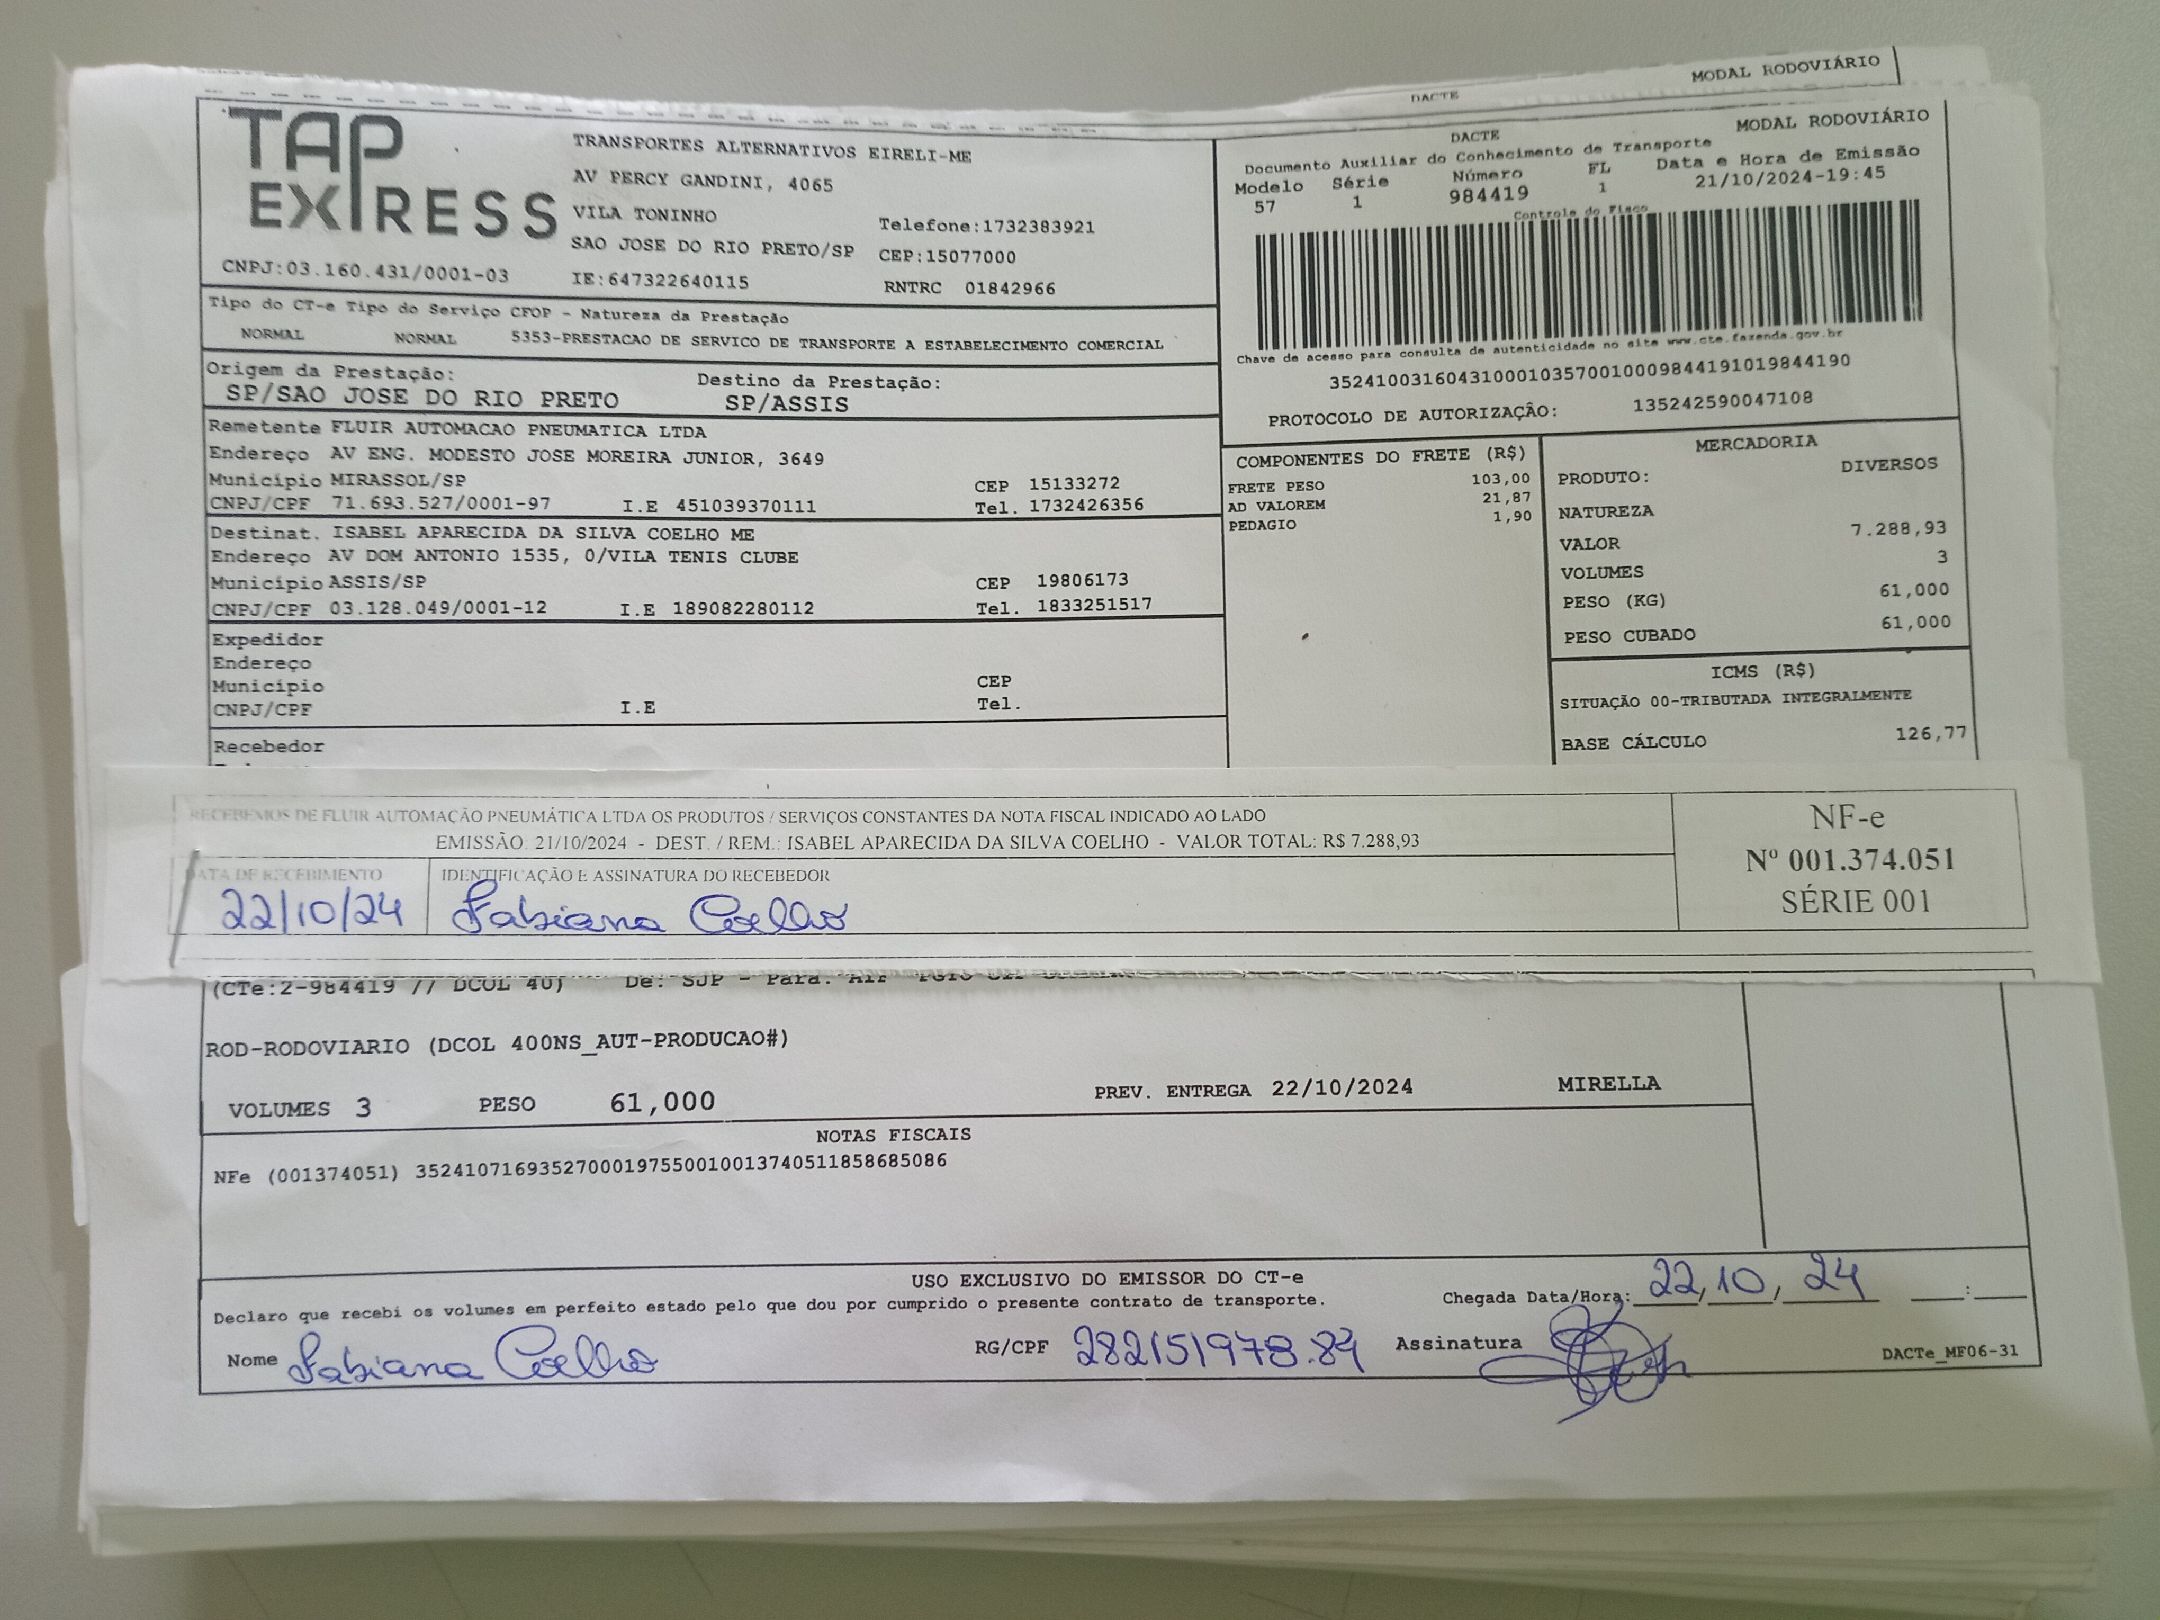 MODAL RODOVIÁRIO
DACTE
TAP EXPRESS
CNPJ:03.160.431/0001-03
TRANSPORTES ALTERNATIVOS EIRELI-ME
AV PERCY GANDINI, 4065
VILA TONINHO
Telefone:1732383921
SAO JOSE DO RIO PRETO/SP CEP:15077000
IE:647322640115 RNTRC 01842966
DACTE MODAL RODOVIÁRIO
Documento Auxiliar do Conhecimento de Transporte
Modelo Série Número FL Data e Hora de Emissão
57 1 984419 1 21/10/2024-19:45
Controle do Fisco
Chave de acesso para consulta de autenticidade no site www.cte.fazenda.gov.br
35241003160431000103570010009844191019844190
PROTOCOLO DE AUTORIZAÇÃO: 135242590047108
Tipo do CT-e Tipo do Serviço CFOP - Natureza da Prestação
NORMAL NORMAL 5353-PRESTACAO DE SERVICO DE TRANSPORTE A ESTABELECIMENTO COMERCIAL
Origem da Prestação: Destino da Prestação:
SP/SAO JOSE DO RIO PRETO SP/ASSIS
Remetente FLUIR AUTOMACAO PNEUMATICA LTDA
Endereço AV ENG. MODESTO JOSE MOREIRA JUNIOR, 3649
Município MIRASSOL/SP CEP 15133272
CNPJ/CPF 71.693.527/0001-97 I.E 451039370111 Tel. 1732426356
Destinat. ISABEL APARECIDA DA SILVA COELHO ME
Endereço AV DOM ANTONIO 1535, 0/VILA TENIS CLUBE
Município ASSIS/SP CEP 19806173
CNPJ/CPF 03.128.049/0001-12 I.E 189082280112 Tel. 1833251517
Expedidor
Endereço
Município CEP
CNPJ/CPF I.E Tel.
Recebedor
COMPONENTES DO FRETE (R$)
FRETE PESO 103,00
AD VALOREM 21,87
PEDAGIO 1,90
MERCADORIA
PRODUTO: DIVERSOS
NATUREZA
VALOR 7.288,93
VOLUMES 3
PESO (KG) 61,000
PESO CUBADO 61,000
ICMS (R$)
SITUAÇÃO 00-TRIBUTADA INTEGRALMENTE
BASE CÁLCULO 126,77
RECEBEMOS DE FLUIR AUTOMAÇÃO PNEUMÁTICA LTDA OS PRODUTOS / SERVIÇOS CONSTANTES DA NOTA FISCAL INDICADO AO LADO
EMISSÃO: 21/10/2024 - DEST. / REM.: ISABEL APARECIDA DA SILVA COELHO - VALOR TOTAL: R$ 7.288,93
DATA DE RECEBIMENTO IDENTIFICAÇÃO E ASSINATURA DO RECEBEDOR
22/10/24 Fabiana Coelho
NF-e
Nº 001.374.051
SÉRIE 001
(CTe:2-984419 // DCOL 40) De: SJP - Para:
ROD-RODOVIARIO (DCOL 400NS_AUT-PRODUCAO#)
VOLUMES 3 PESO 61,000 PREV. ENTREGA 22/10/2024 MIRELLA
NOTAS FISCAIS
NFe (001374051) 35241071693527000197550010013740511858685086
USO EXCLUSIVO DO EMISSOR DO CT-e
Declaro que recebi os volumes em perfeito estado pelo que dou por cumprido o presente contrato de transporte.
Chegada Data/Hora: 22/10/24 :
Nome Fabiana Coelho RG/CPF 282151978.84 Assinatura
DACTe_MF06-31